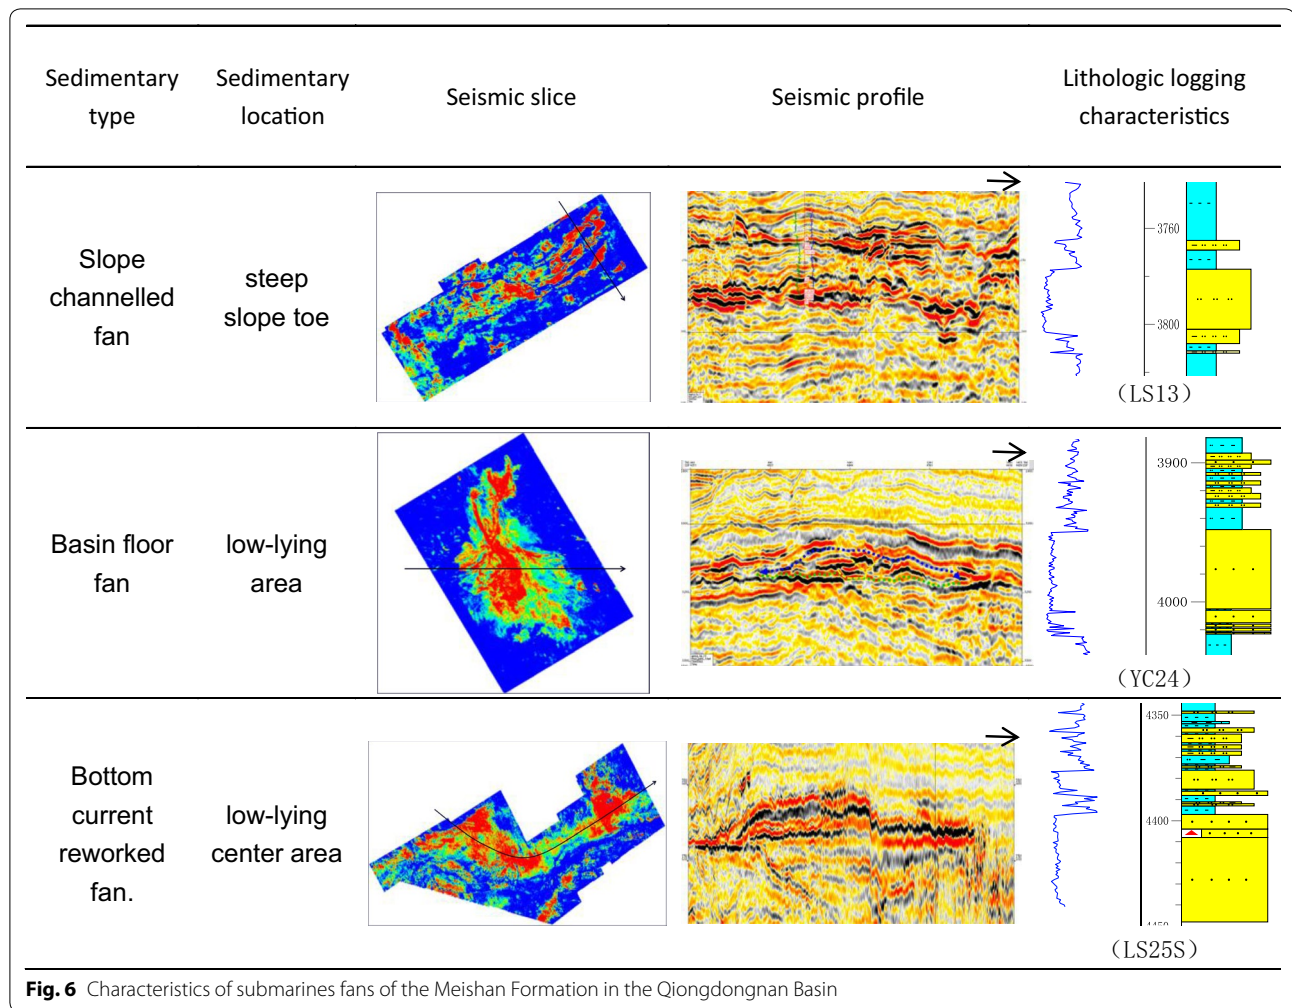 Sedimentary
type
Sedimentary
location
Seismic slice
Seismic profile
Lithologic logging
characteristics
Slope
channelled
fan
steep
slope toe
3760
3800
(LS13)
Basin floor
fan
low-lying
area
3900
4000
(YC24)
Bottom
current
reworked
fan.
low-lying
center area
4350
4400
4450
(LS25S)
Fig. 6 Characteristics of submarines fans of the Meishan Formation in the Qiongdongnan Basin